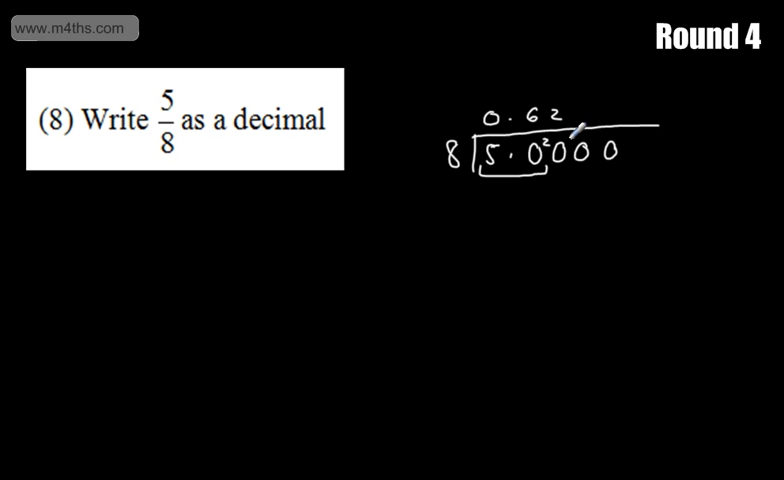 www.m4ths.com
Round 4
(8) Write 5/8 as a decimal
0.62
8 5.0²000